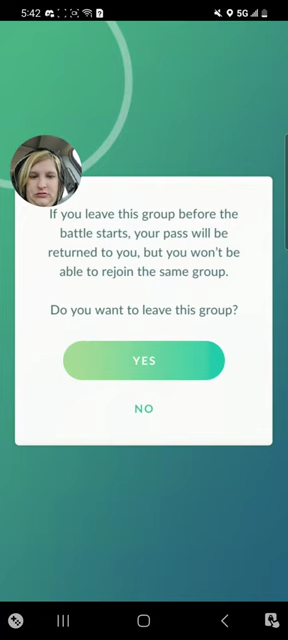 5:42
5G
If you leave this group before the
battle starts, your pass will be
returned to you, but you won't be
able to rejoin the same group.
Do you want to leave this group?
YES
NO